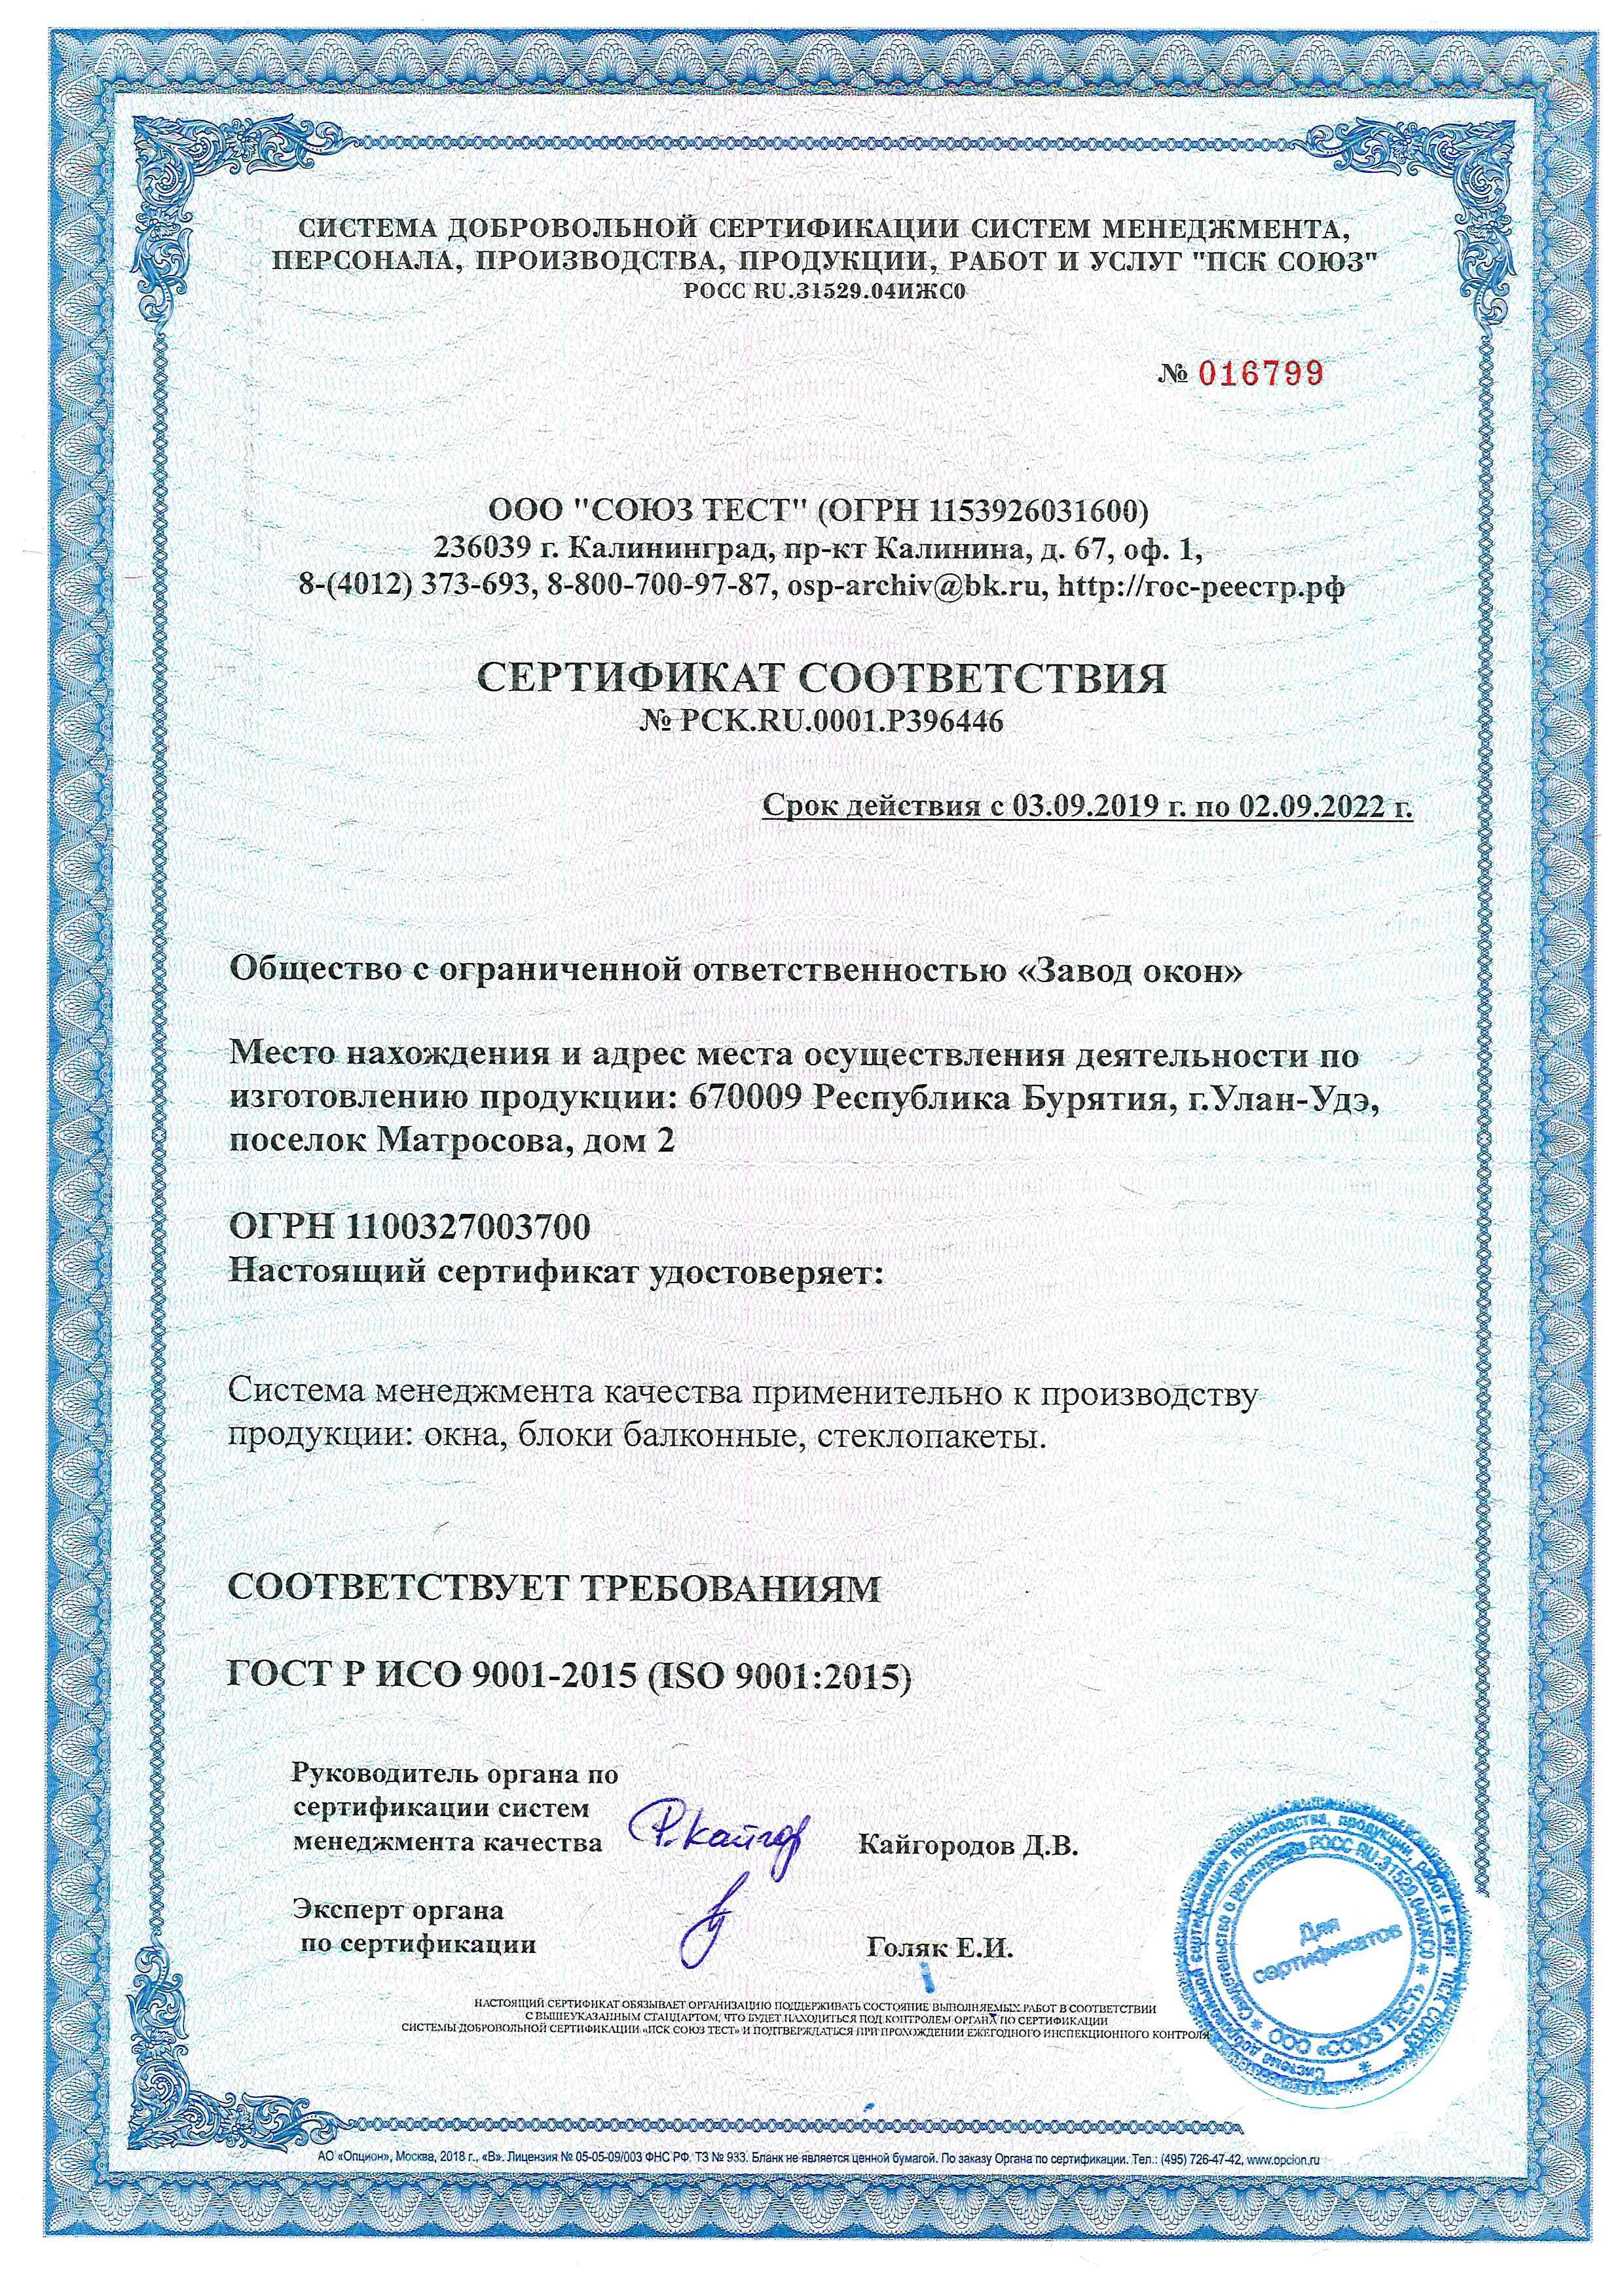 СИСТЕМА ДОБРОВОЛЬНОЙ СЕРТИФИКАЦИИ СИСТЕМ МЕНЕДЖМЕНТА,
ПЕРСОНАЛА, ПРОИЗВОДСТВА, ПРОДУКЦИИ, РАБОТ И УСЛУГ "ПСК СОЮЗ"
РОСС RU.31529.04ИЖС0
№ 016799
ООО "СОЮЗ ТЕСТ" (ОГРН 1153926031600)
236039 г. Калининград, пр-кт Калинина, д. 67, оф. 1,
8-(4012) 373-693, 8-800-700-97-87, osp-archiv@bk.ru, http://гос-реестр.рф
СЕРТИФИКАТ СООТВЕТСТВИЯ
№ PCK.RU.0001.P396446
Срок действия с 03.09.2019 г. по 02.09.2022 г.
Общество с ограниченной ответственностью «Завод окон»
Место нахождения и адрес места осуществления деятельности по
изготовлению продукции: 670009 Республика Бурятия, г.Улан-Удэ,
поселок Матросова, дом 2
ОГРН 1100327003700
Настоящий сертификат удостоверяет:
Система менеджмента качества применительно к производству
продукции: окна, блоки балконные, стеклопакеты.
СООТВЕТСТВУЕТ ТРЕБОВАНИЯМ
ГОСТ Р ИСО 9001-2015 (ISO 9001:2015)
Руководитель органа по
сертификации систем
менеджмента качества
Кайгородов Д.В.
Эксперт органа
по сертификации
Голяк Е.И.
Для
сертификатов
РОСС RU.31529.04ИЖС0
ООО «СОЮЗ ТЕСТ»
НАСТОЯЩИЙ СЕРТИФИКАТ ОБЯЗЫВАЕТ ОРГАНИЗАЦИЮ ПОДДЕРЖИВАТЬ СОСТОЯНИЕ ВЫПОЛНЯЕМЫХ РАБОТ В СООТВЕТСТВИИ
С ВЫШЕУКАЗАННЫМ СТАНДАРТОМ, ЧТО БУДЕТ НАХОДИТЬСЯ ПОД КОНТРОЛЕМ ОРГАНА ПО СЕРТИФИКАЦИИ
СИСТЕМЫ ДОБРОВОЛЬНОЙ СЕРТИФИКАЦИИ «ПСК СОЮЗ ТЕСТ» И ПОДТВЕРЖДАТЬСЯ ПРИ ПРОХОЖДЕНИИ ЕЖЕГОДНОГО ИНСПЕКЦИОННОГО КОНТРОЛЯ
АО «Опцион», Москва, 2018 г., «В». Лицензия № 05-05-09/003 ФНС РФ. ТЗ № 933. Бланк не является ценной бумагой. По заказу Органа по сертификации. Тел.: (495) 726-47-42, www.opcion.ru